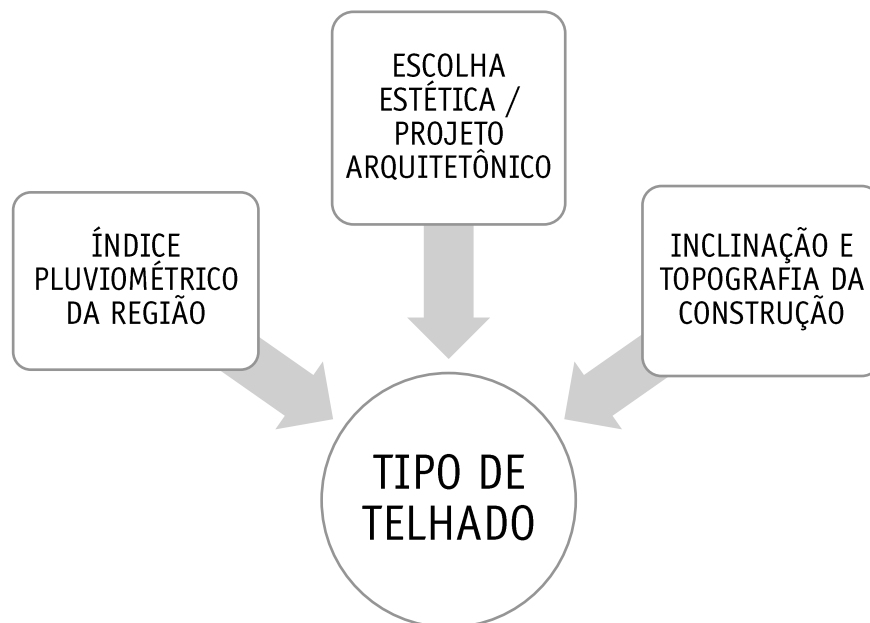 ESCOLHA
ESTÉTICA /
PROJETO
ARQUITETÔNICO
ÍNDICE
PLUVIOMÉTRICO
DA REGIÃO
INCLINAÇÃO E
TOPOGRAFIA DA
CONSTRUÇÃO
TIPO DE
TELHADO